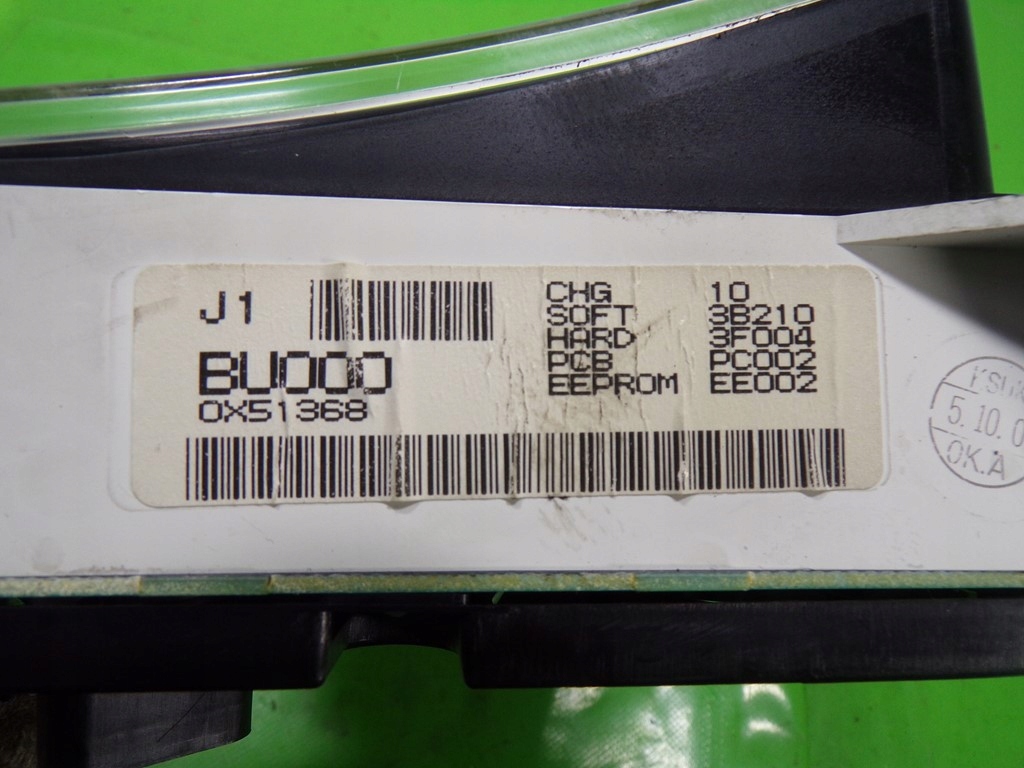 J1
BU000
0X51368
CHG 10
SOFT 3B210
HARD 3F004
PCB PC002
EEPROM EE002
5.10.0
OK.A